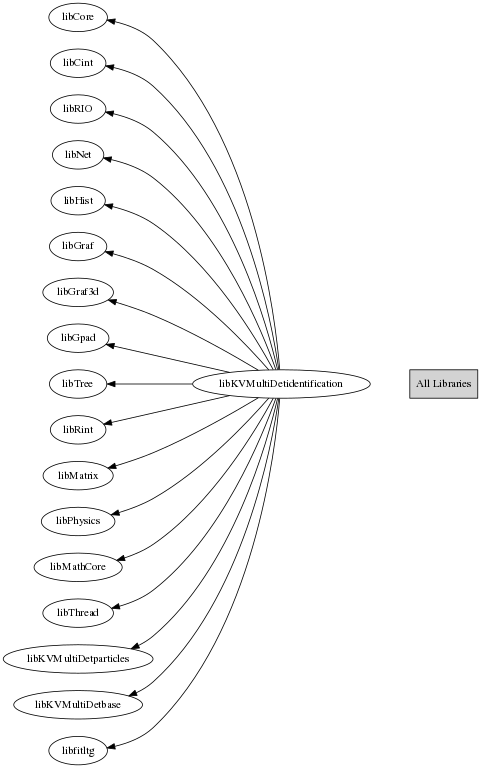 libCore
libCint
libRIO
libNet
libHist
libGraf
libGraf3d
libGpad
libTree
libKVMultiDetidentification
All Libraries
libRint
libMatrix
libPhysics
libMathCore
libThread
libKVMultiDetparticles
libKVMultiDetbase
libfitltg